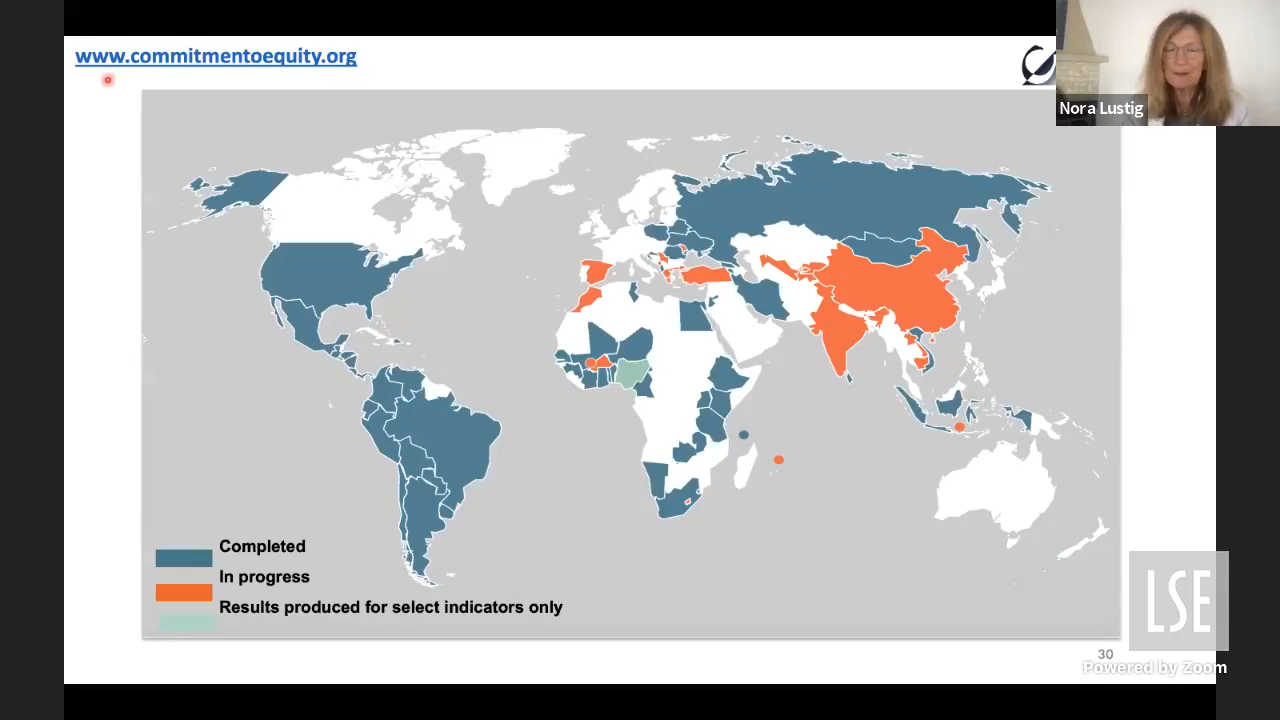 www.commitmentoequity.org
Nora Lustig
Completed
In progress
Results produced for select indicators only
LSE
30
Powered by Zoom